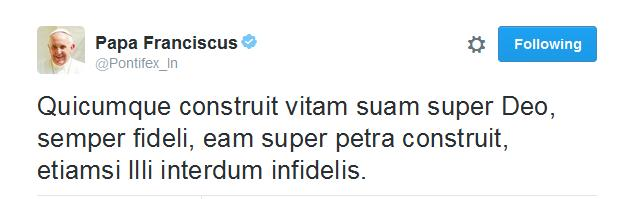 Papa Franciscus
@Pontifex_ln
Following
Quicumque construit vitam suam super Deo,
semper fideli, eam super petra construit,
etiamsi Illi interdum infidelis.